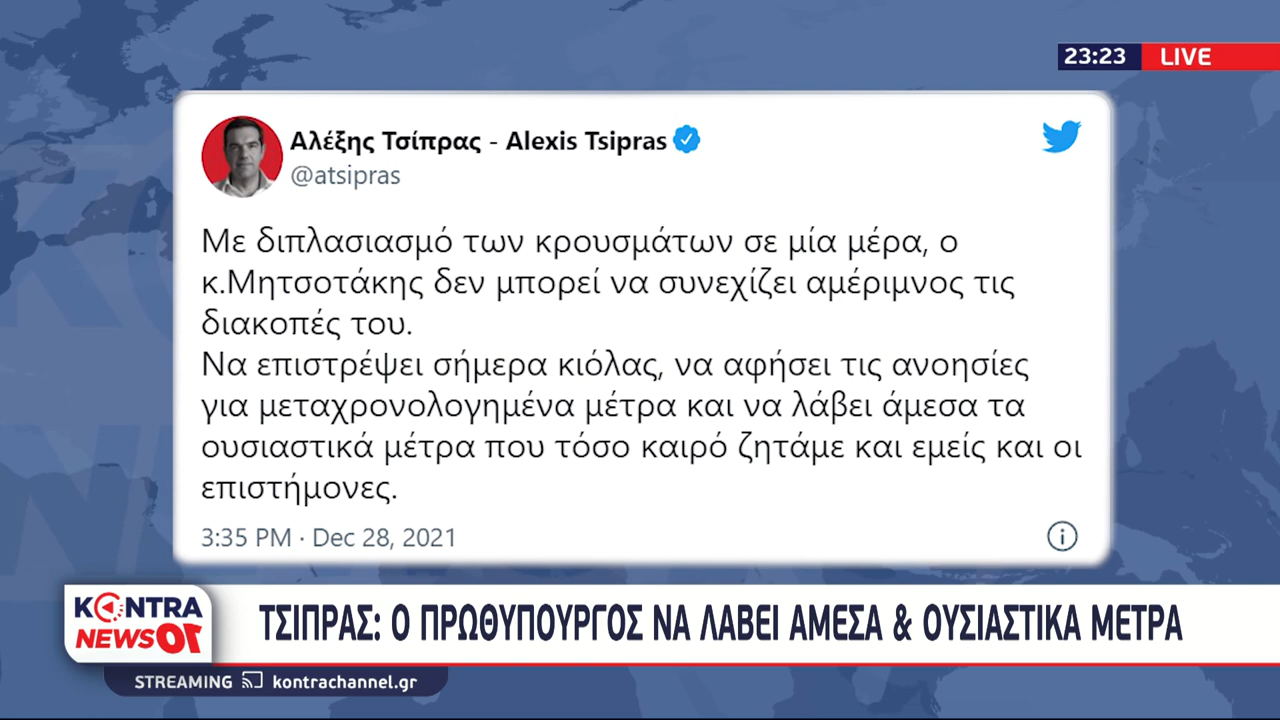 23:23 LIVE
Αλέξης Τσίπρας - Alexis Tsipras
@atsipras
Με διπλασιασμό των κρουσμάτων σε μία μέρα, ο
κ.Μητσοτάκης δεν μπορεί να συνεχίζει αμέριμνος τις
διακοπές του.
Να επιστρέψει σήμερα κιόλας, να αφήσει τις ανοησίες
για μεταχρονολογημένα μέτρα και να λάβει άμεσα τα
ουσιαστικά μέτρα που τόσο καιρό ζητάμε και εμείς και οι
επιστήμονες.
3:35 PM · Dec 28, 2021
KONTRA
NEWS
ΤΣΙΠΡΑΣ: Ο ΠΡΩΘΥΠΟΥΡΓΟΣ ΝΑ ΛΑΒΕΙ ΑΜΕΣΑ & ΟΥΣΙΑΣΤΙΚΑ ΜΕΤΡΑ
STREAMING kontrachannel.gr